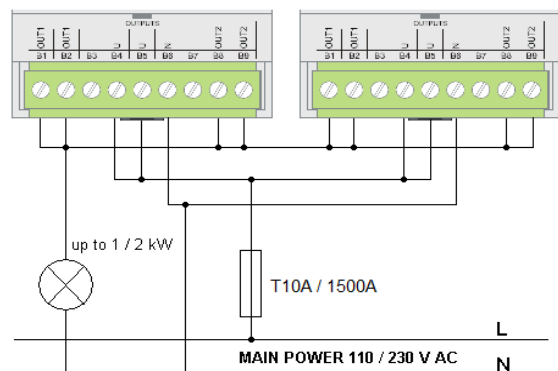 OUTPUTS
OUT1 OUT1 U U N OUT2 OUT2
B1 B2 B3 B4 B5 B6 B7 B8 B9
OUTPUTS
OUT1 OUT1 U U N OUT2 OUT2
B1 B2 B3 B4 B5 B6 B7 B8 B9
up to 1 / 2 kW
T10A / 1500A
L
MAIN POWER 110 / 230 V AC
N